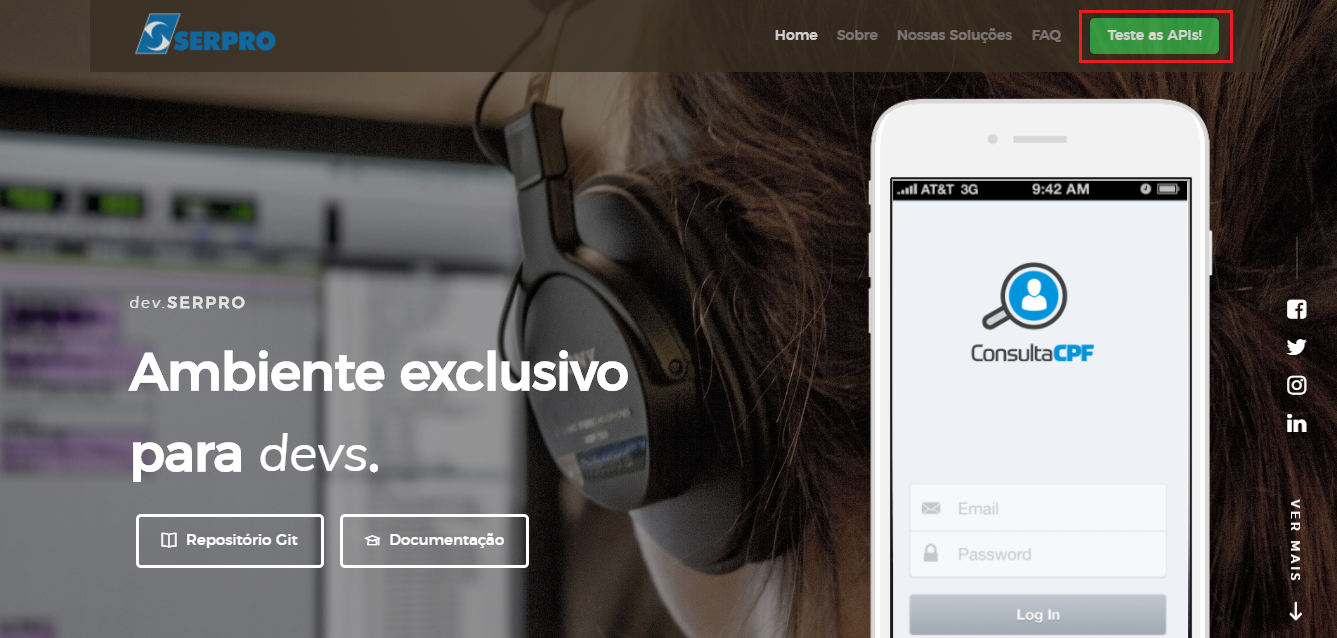 SERPRO
Home Sobre Nossas Soluções FAQ Teste as APIs!
AT&T 3G 9:42 AM
ConsultaCPF
Email
Password
Log In
dev.SERPRO
Ambiente exclusivo
para devs.
Repositório Git Documentação
VER MAIS